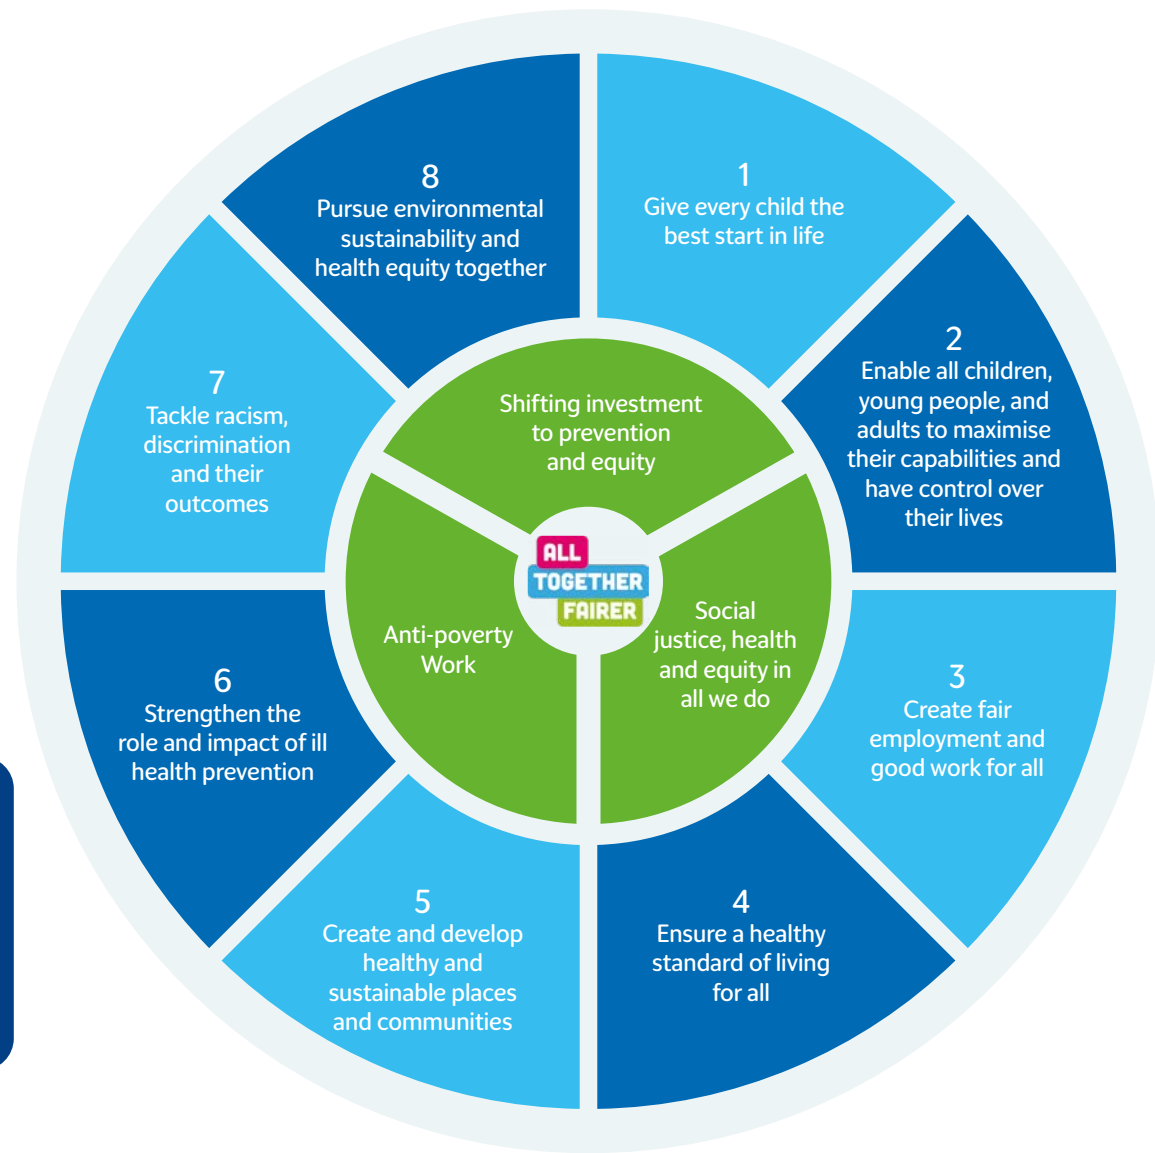 1
Give every child the
best start in life
2
Enable all children,
young people, and
adults to maximise
their capabilities and
have control over
their lives
3
Create fair
employment and
good work for all
4
Ensure a healthy
standard of living
for all
5
Create and develop
healthy and
sustainable places
and communities
6
Strengthen the
role and impact of ill
health prevention
7
Tackle racism,
discrimination
and their
outcomes
8
Pursue environmental
sustainability and
health equity together
Shifting investment
to prevention
and equity
Social
justice, health
and equity in
all we do
Anti-poverty
Work
ALL
TOGETHER
FAIRER